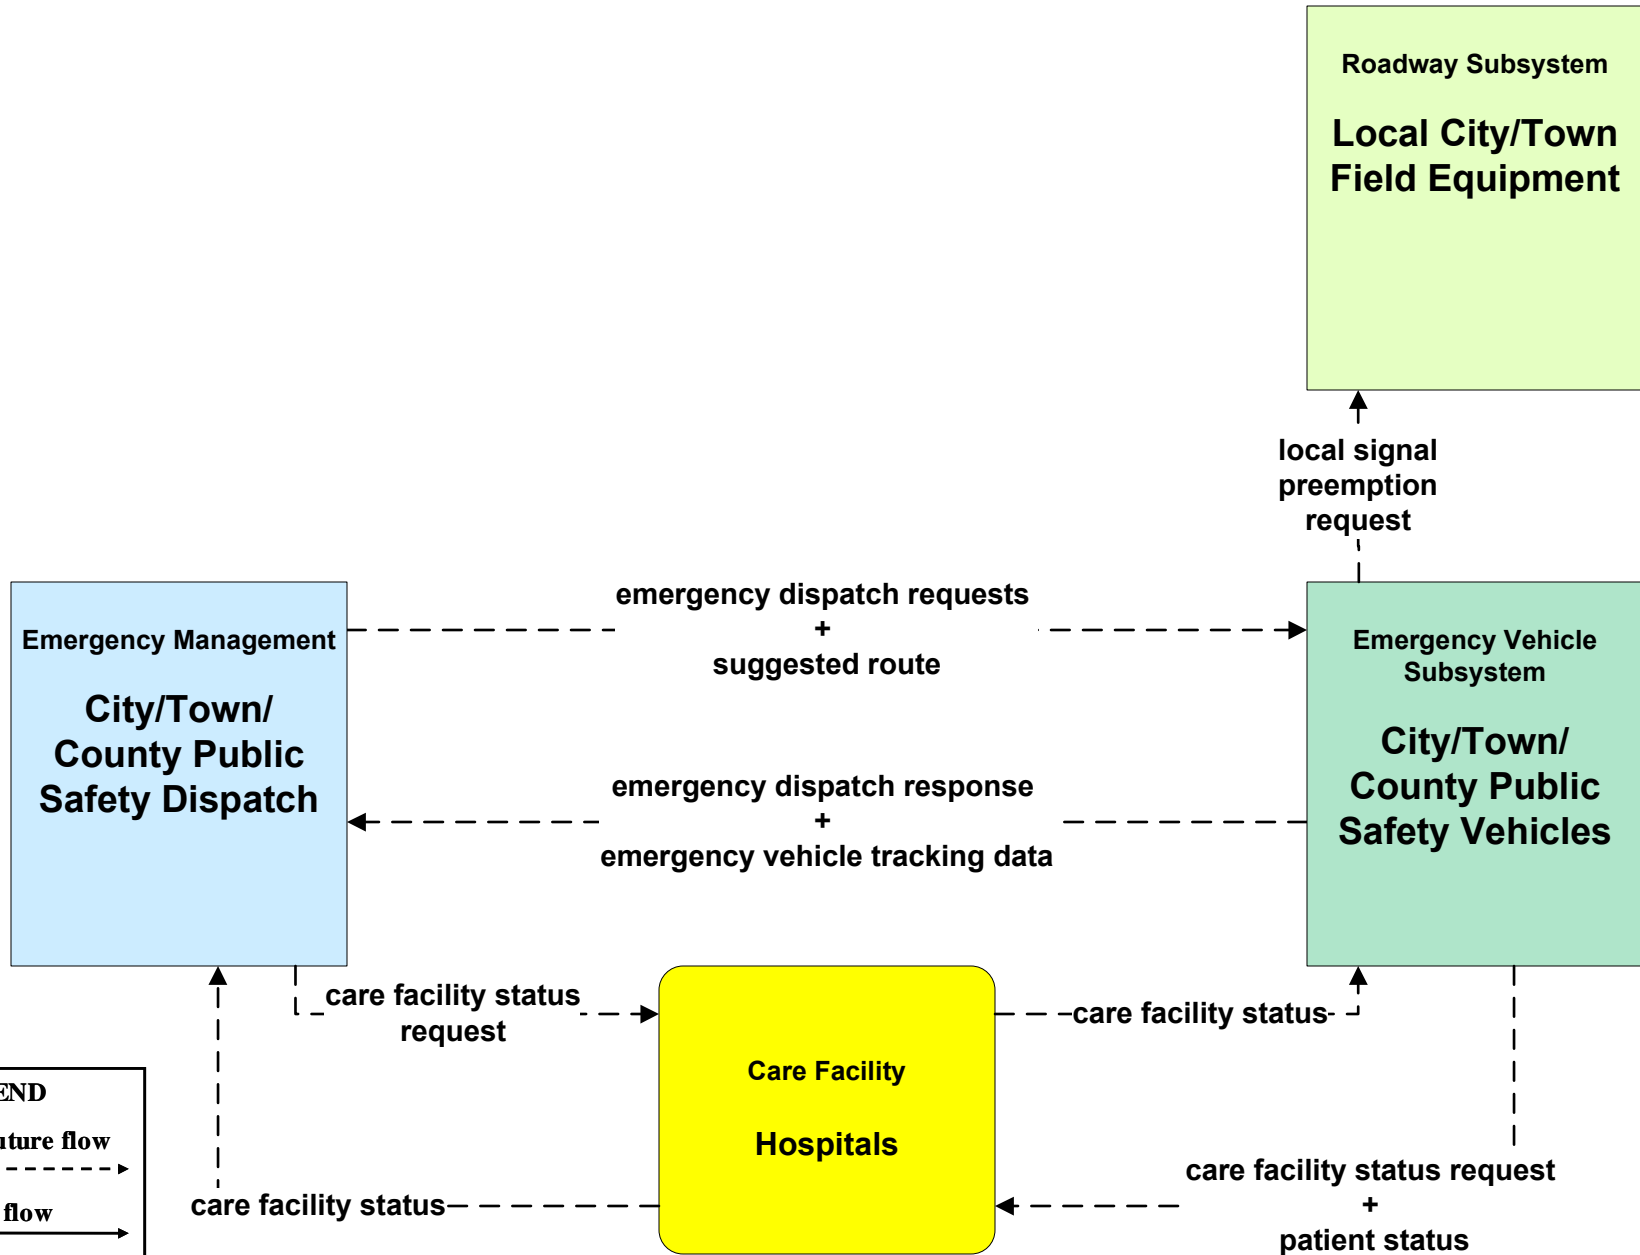 Roadway Subsystem
Local City/Town
Field Equipment
local signal
preemption
request
emergency dispatch requests
+
suggested route
Emergency Management
City/Town/
County Public
Safety Dispatch
Emergency Vehicle
Subsystem
City/Town/
County Public
Safety Vehicles
emergency dispatch response
+
emergency vehicle tracking data
care facility status
request
care facility status
Care Facility
Hospitals
care facility status
care facility status request
+
patient status
flow
flow